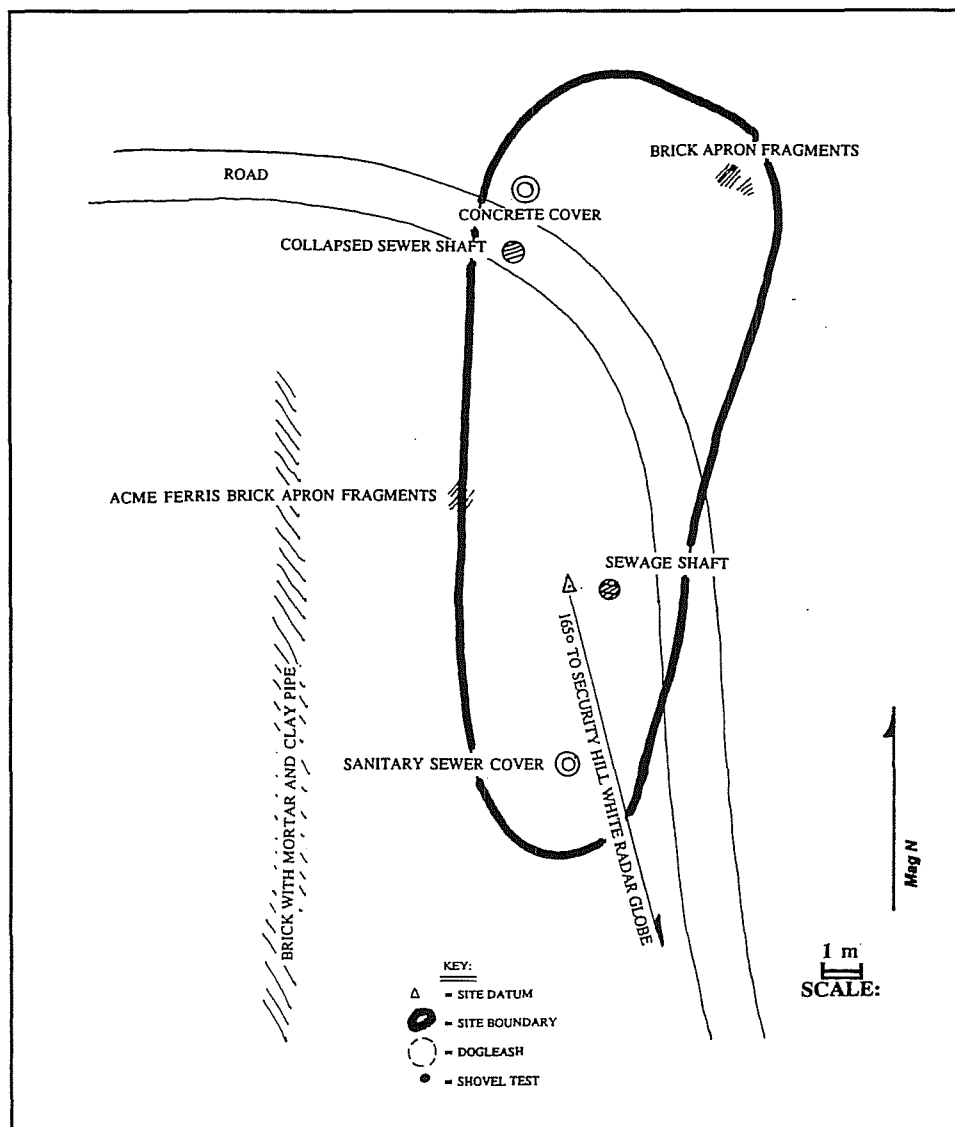 BRICK APRON FRAGMENTS
ROAD
CONCRETE COVER
COLLAPSED SEWER SHAFT
ACME FERRIS BRICK APRON FRAGMENTS
SEWAGE SHAFT
165° TO SECURITY HILL WHITE RADAR GLOBE
BRICK WITH MORTAR AND CLAY PIPE
SANITARY SEWER COVER
Mag N
1 m
SCALE:
KEY:
= SITE DATUM
= SITE BOUNDARY
= DOGLEASH
= SHOVEL TEST